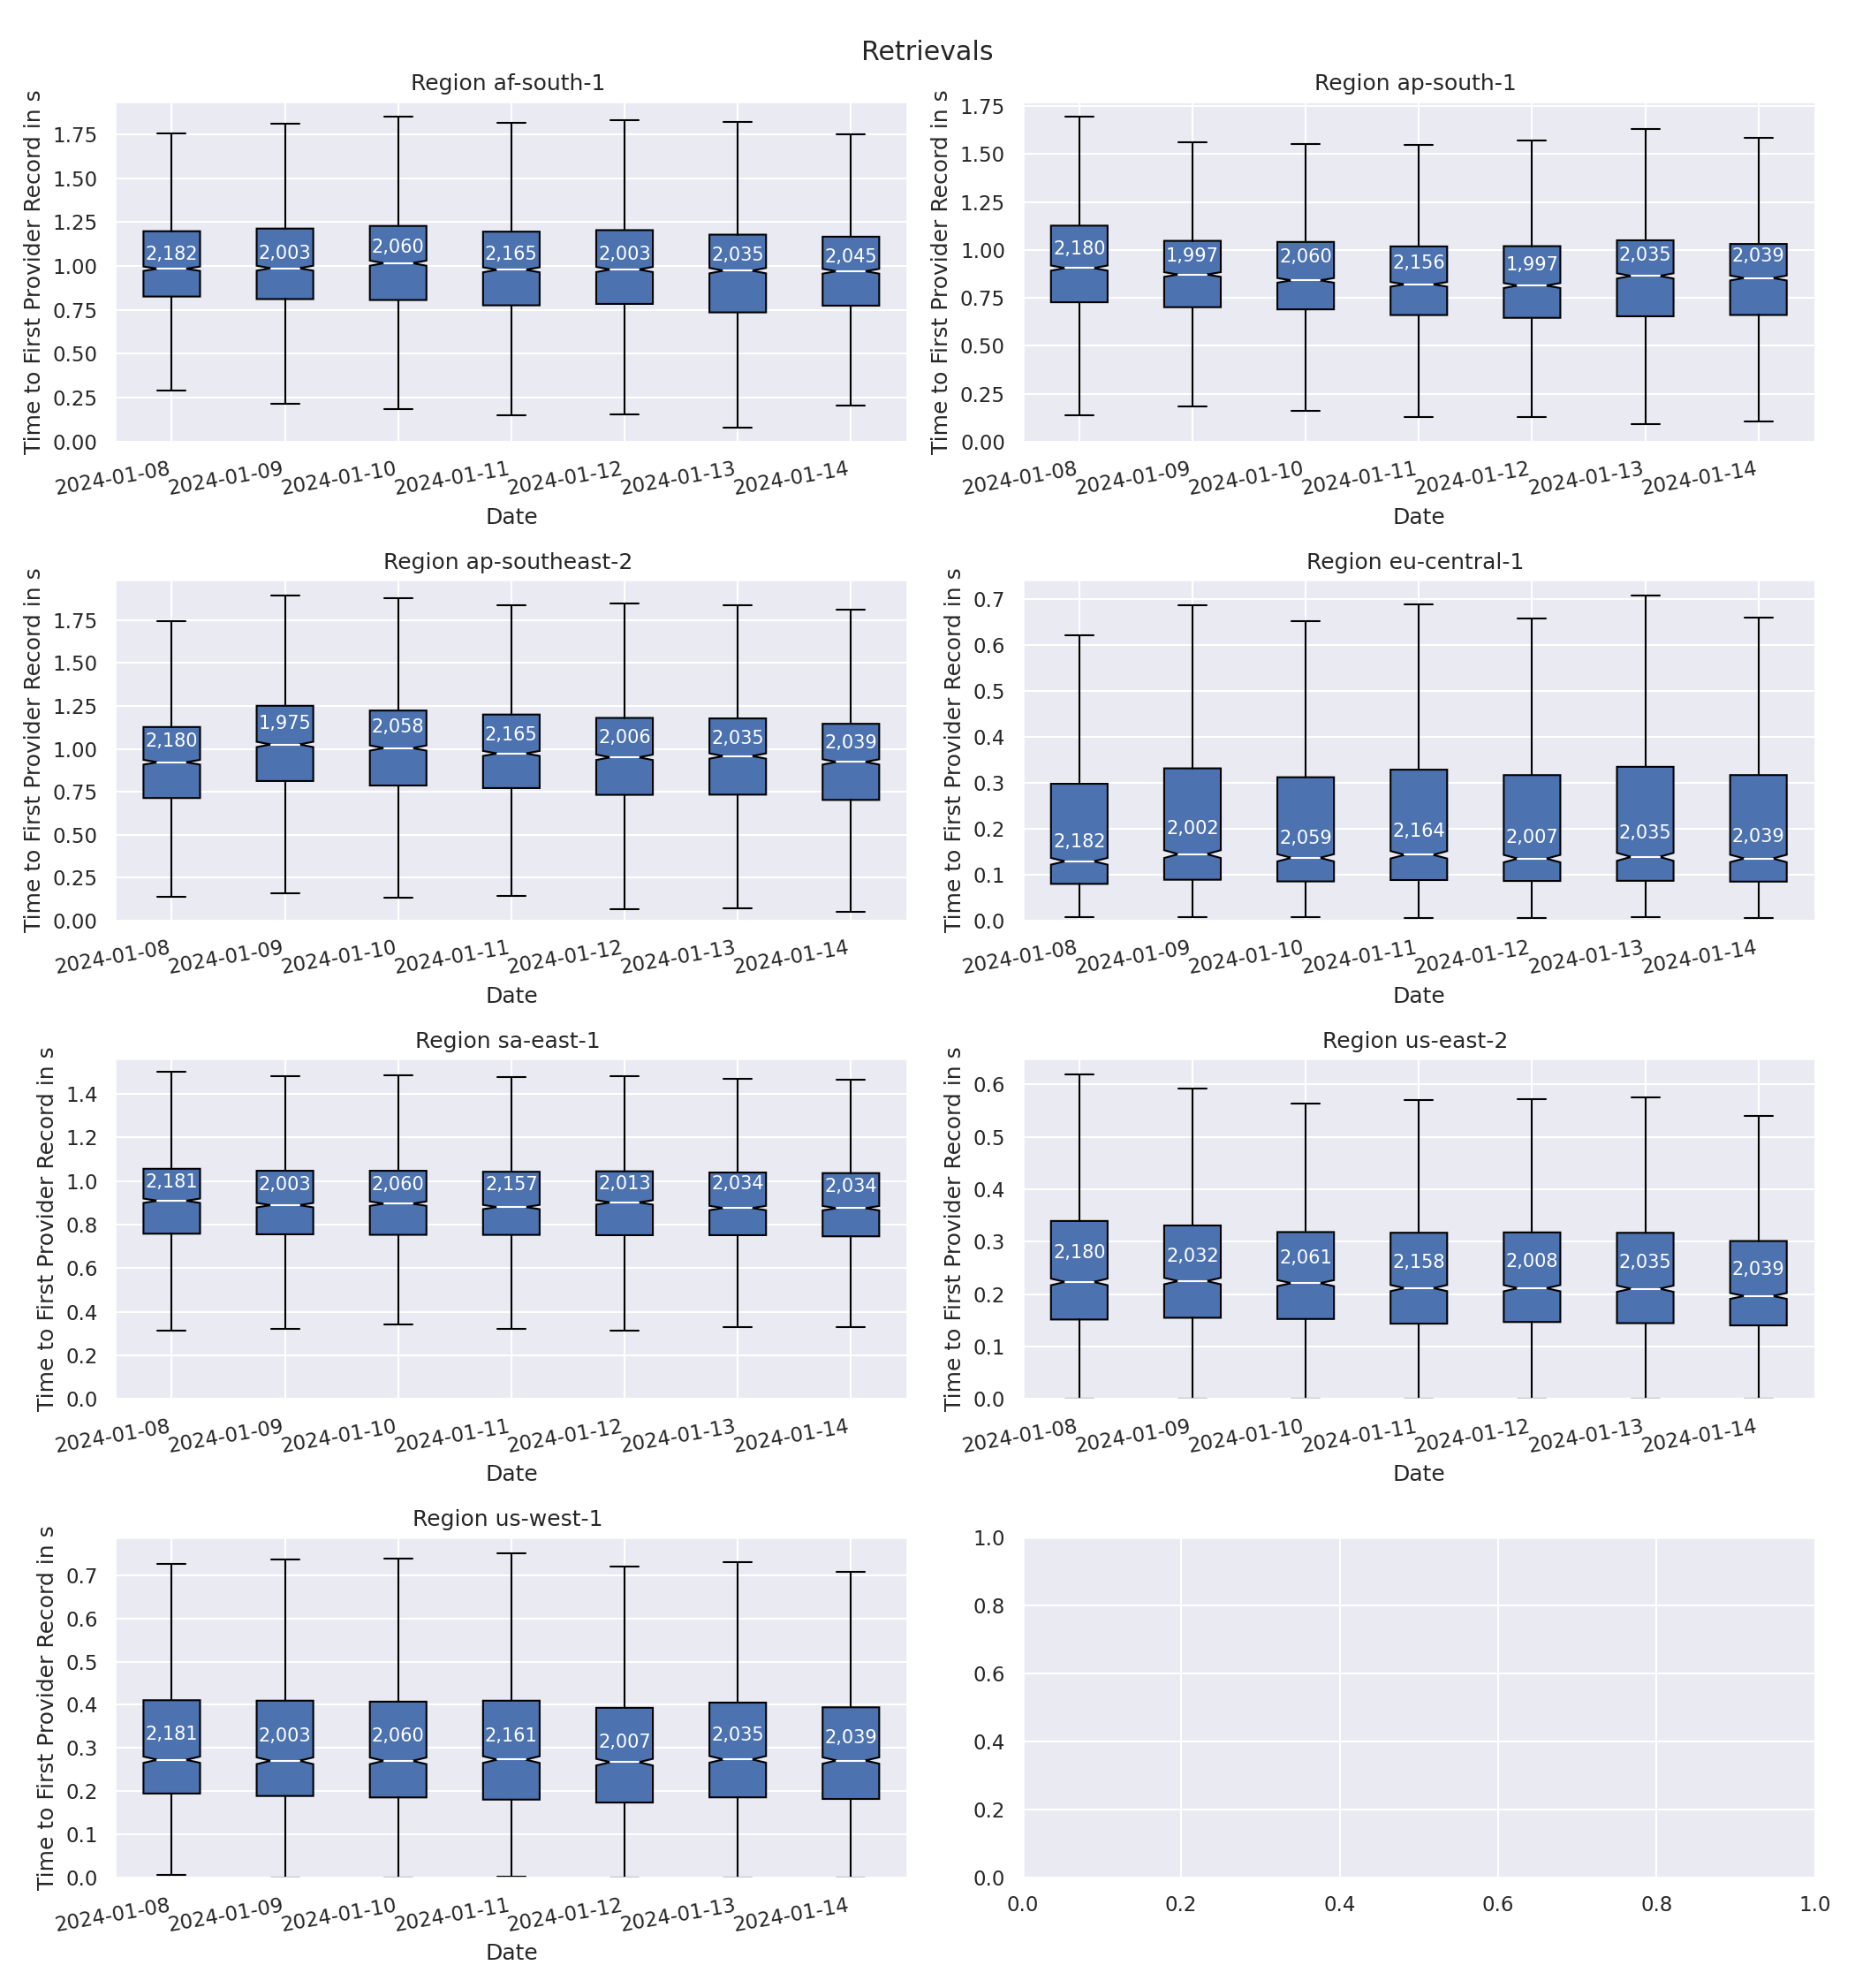 Retrievals
Region af-south-1
Time to First Provider Record in s
1.75
1.50
1.25
1.00
0.75
0.50
0.25
0.00
2,182 2,003 2,060 2,165 2,003 2,035 2,045
2024-01-08 2024-01-09 2024-01-10 2024-01-11 2024-01-12 2024-01-13 2024-01-14
Date
Region ap-south-1
Time to First Provider Record in s
1.75
1.50
1.25
1.00
0.75
0.50
0.25
0.00
2,180 1,997 2,060 2,156 1,997 2,035 2,039
2024-01-08 2024-01-09 2024-01-10 2024-01-11 2024-01-12 2024-01-13 2024-01-14
Date
Region ap-southeast-2
Time to First Provider Record in s
1.75
1.50
1.25
1.00
0.75
0.50
0.25
0.00
2,180 1,975 2,058 2,165 2,006 2,035 2,039
2024-01-08 2024-01-09 2024-01-10 2024-01-11 2024-01-12 2024-01-13 2024-01-14
Date
Region eu-central-1
Time to First Provider Record in s
0.7
0.6
0.5
0.4
0.3
0.2
0.1
0.0
2,182 2,002 2,059 2,164 2,007 2,035 2,039
2024-01-08 2024-01-09 2024-01-10 2024-01-11 2024-01-12 2024-01-13 2024-01-14
Date
Region sa-east-1
Time to First Provider Record in s
1.4
1.2
1.0
0.8
0.6
0.4
0.2
0.0
2,181 2,003 2,060 2,157 2,013 2,034 2,034
2024-01-08 2024-01-09 2024-01-10 2024-01-11 2024-01-12 2024-01-13 2024-01-14
Date
Region us-east-2
Time to First Provider Record in s
0.6
0.5
0.4
0.3
0.2
0.1
0.0
2,180 2,032 2,061 2,158 2,008 2,035 2,039
2024-01-08 2024-01-09 2024-01-10 2024-01-11 2024-01-12 2024-01-13 2024-01-14
Date
Region us-west-1
Time to First Provider Record in s
0.7
0.6
0.5
0.4
0.3
0.2
0.1
0.0
2,181 2,003 2,060 2,161 2,007 2,035 2,039
2024-01-08 2024-01-09 2024-01-10 2024-01-11 2024-01-12 2024-01-13 2024-01-14
Date
1.0
0.8
0.6
0.4
0.2
0.0
0.0 0.2 0.4 0.6 0.8 1.0